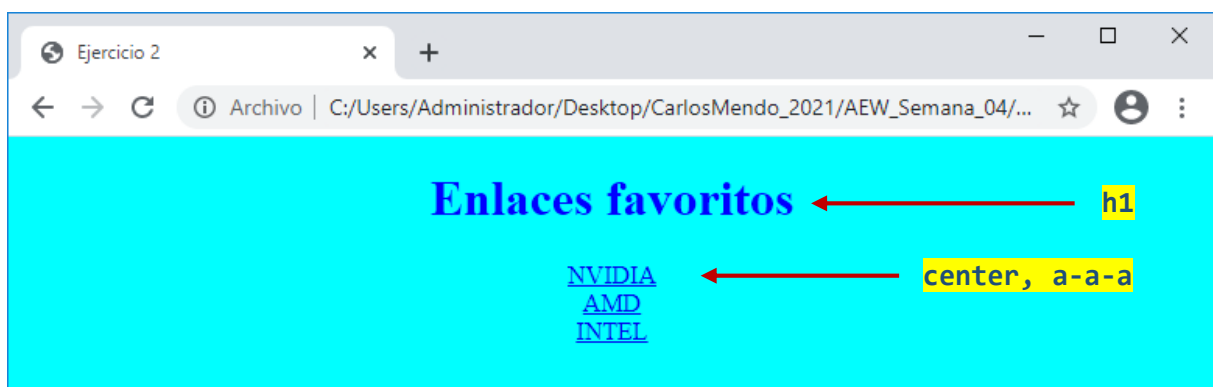 Ejercicio 2
Archivo | C:/Users/Administrador/Desktop/CarlosMendo_2021/AEW_Semana_04/...
Enlaces favoritos h1
NVIDIA center, a-a-a
AMD
INTEL